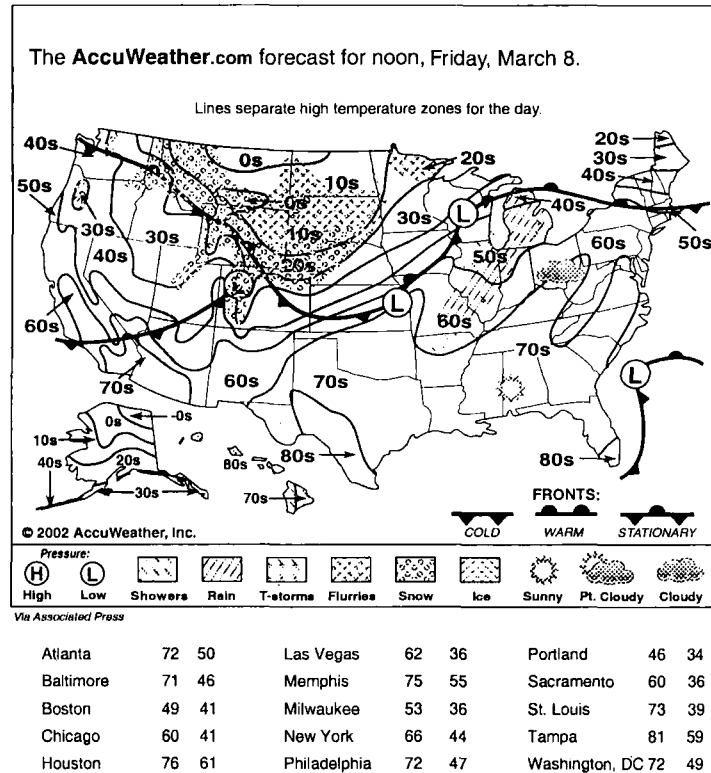 The AccuWeather.com forecast for noon, Friday, March 8.
Lines separate high temperature zones for the day.
40s
0s
20s
20s
30s
50s
10s
40s
-0s
30s
40s
30s
30s
10s
50s
60s
40s
20s
50s
60s
60s
70s
70s
60s
70s
L
L
L
0s
-0s
10s
40s
20s
30s
80s
70s
80s
80s
FRONTS:
COLD WARM STATIONARY
© 2002 AccuWeather, Inc.
Pressure:
H L
High Low Showers Rain T-storms Flurries Snow Ice Sunny Pt. Cloudy Cloudy
Via Associated Press
Atlanta 72 50 Las Vegas 62 36 Portland 46 34
Baltimore 71 46 Memphis 75 55 Sacramento 60 36
Boston 49 41 Milwaukee 53 36 St. Louis 73 39
Chicago 60 41 New York 66 44 Tampa 81 59
Houston 76 61 Philadelphia 72 47 Washington, DC 72 49